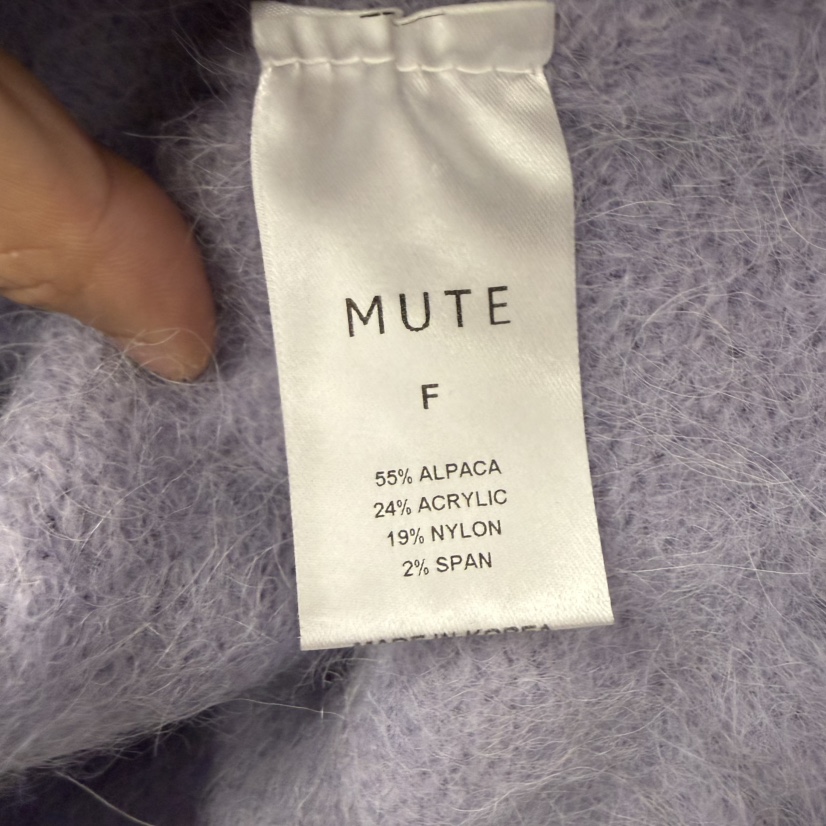 MUTE
F
55% ALPACA
24% ACRYLIC
19% NYLON
2% SPAN
MADE IN KOREA